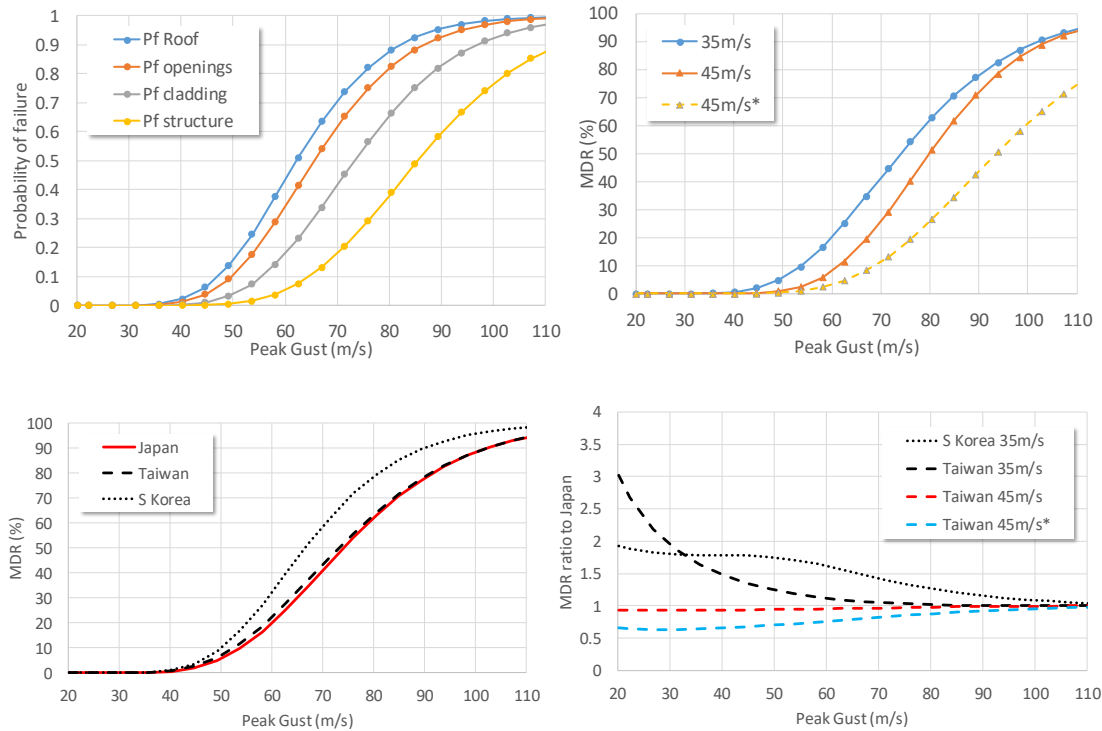 Probability of failure
1
0.9
0.8
0.7
0.6
0.5
0.4
0.3
0.2
0.1
0
Pf Roof
Pf openings
Pf cladding
Pf structure
20 30 40 50 60 70 80 90 100 110
Peak Gust (m/s)
MDR (%)
100
90
80
70
60
50
40
30
20
10
0
35m/s
45m/s
45m/s*
20 30 40 50 60 70 80 90 100 110
Peak Gust (m/s)
MDR (%)
100
90
80
70
60
50
40
30
20
10
0
Japan
Taiwan
S Korea
20 30 40 50 60 70 80 90 100 110
Peak Gust (m/s)
MDR ratio to Japan
4
3.5
3
2.5
2
1.5
1
0.5
0
S Korea 35m/s
Taiwan 35m/s
Taiwan 45m/s
Taiwan 45m/s*
20 30 40 50 60 70 80 90 100 110
Peak Gust (m/s)